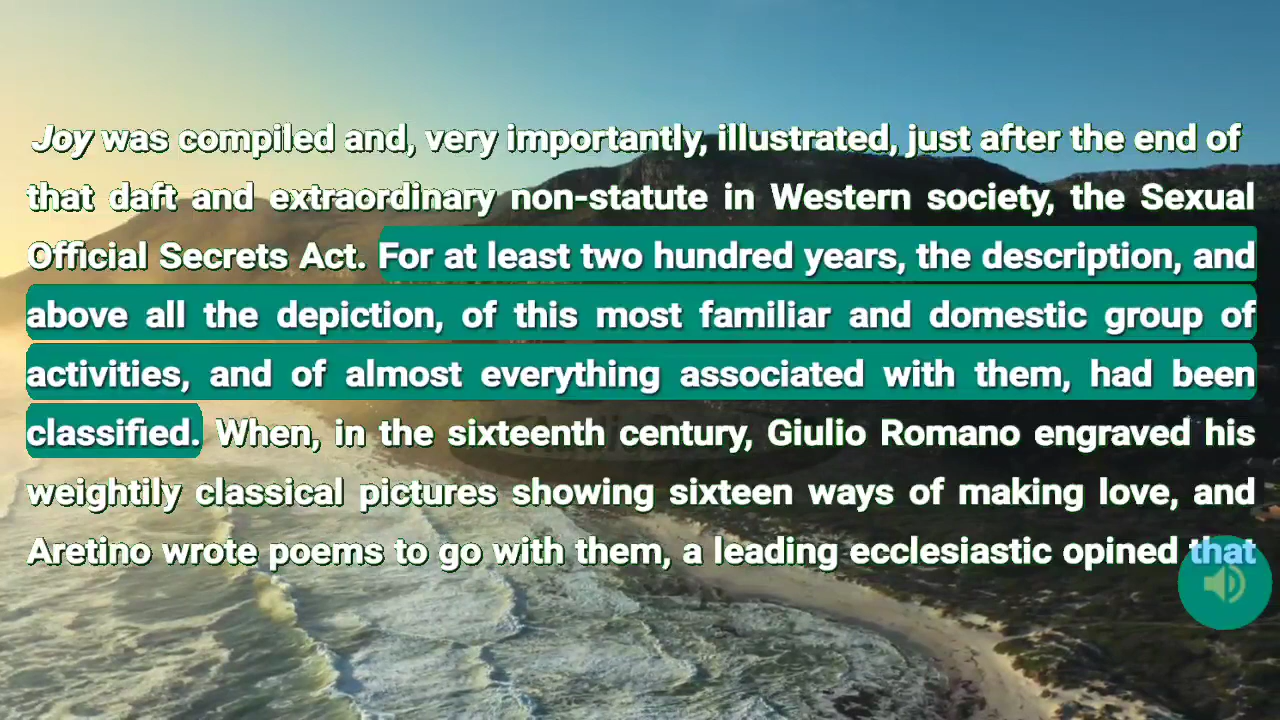 Joy was compiled and, very importantly, illustrated, just after the end of
that daft and extraordinary non-statute in Western society, the Sexual
Official Secrets Act. For at least two hundred years, the description, and
above all the depiction, of this most familiar and domestic group of
activities, and of almost everything associated with them, had been
classified. When, in the sixteenth century, Giulio Romano engraved his
weightily classical pictures showing sixteen ways of making love, and
Aretino wrote poems to go with them, a leading ecclesiastic opined that